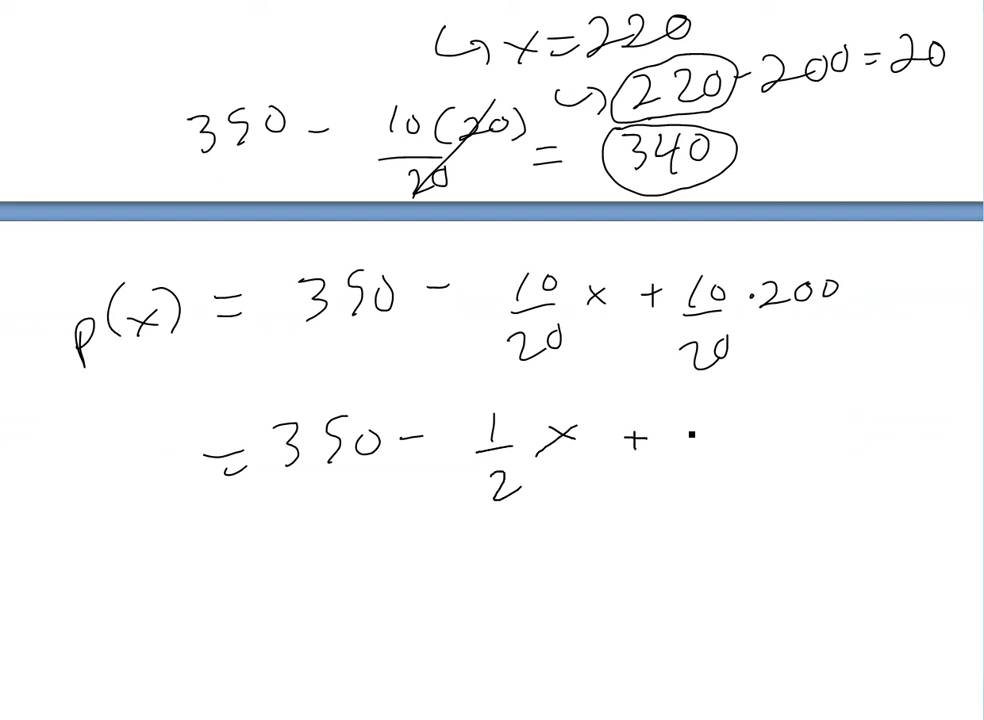 ↳ x = 220
↳ 220 - 200 = 20
350 - 10(20)/20 = 340
p(x) = 350 - 10/20 x + 10/20 · 200
= 350 - 1/2 x +